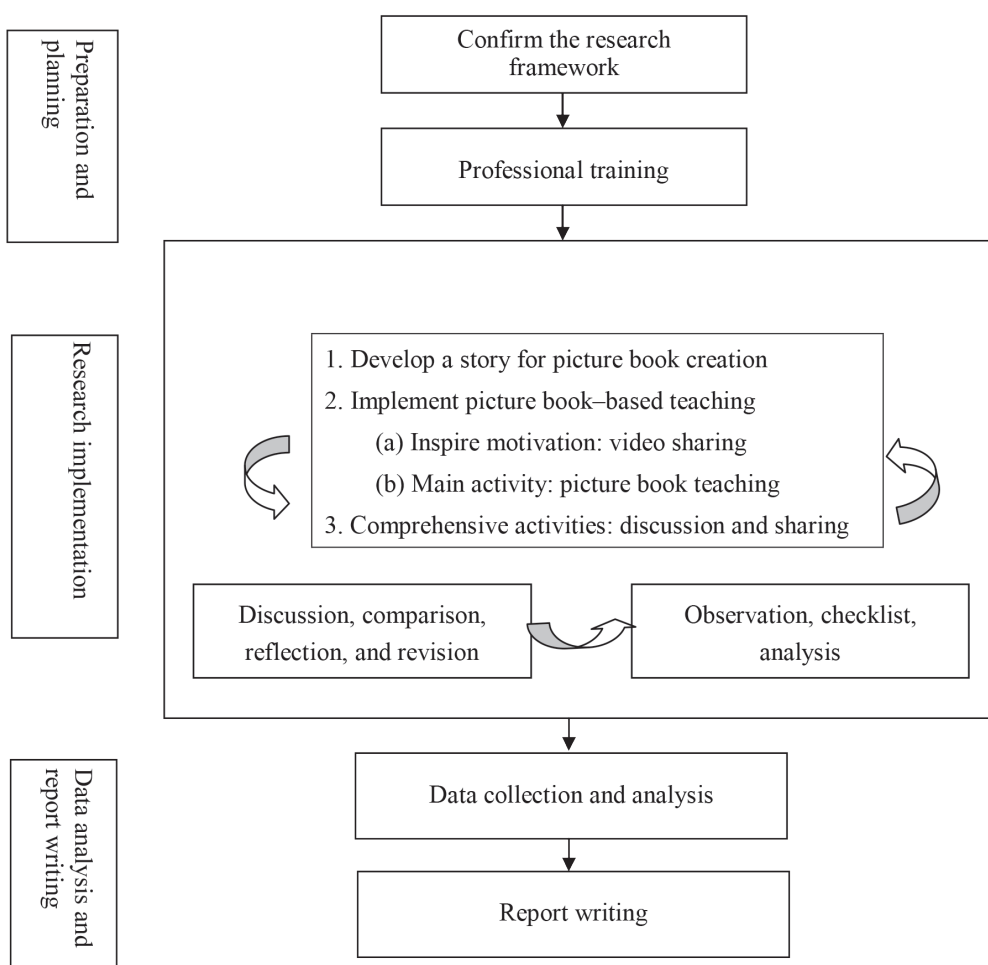 Preparation and
planning
Confirm the research
framework
Professional training
Research implementation
1. Develop a story for picture book creation
2. Implement picture book–based teaching
(a) Inspire motivation: video sharing
(b) Main activity: picture book teaching
3. Comprehensive activities: discussion and sharing
Discussion, comparison,
reflection, and revision
Observation, checklist,
analysis
Data analysis and
report writing
Data collection and analysis
Report writing